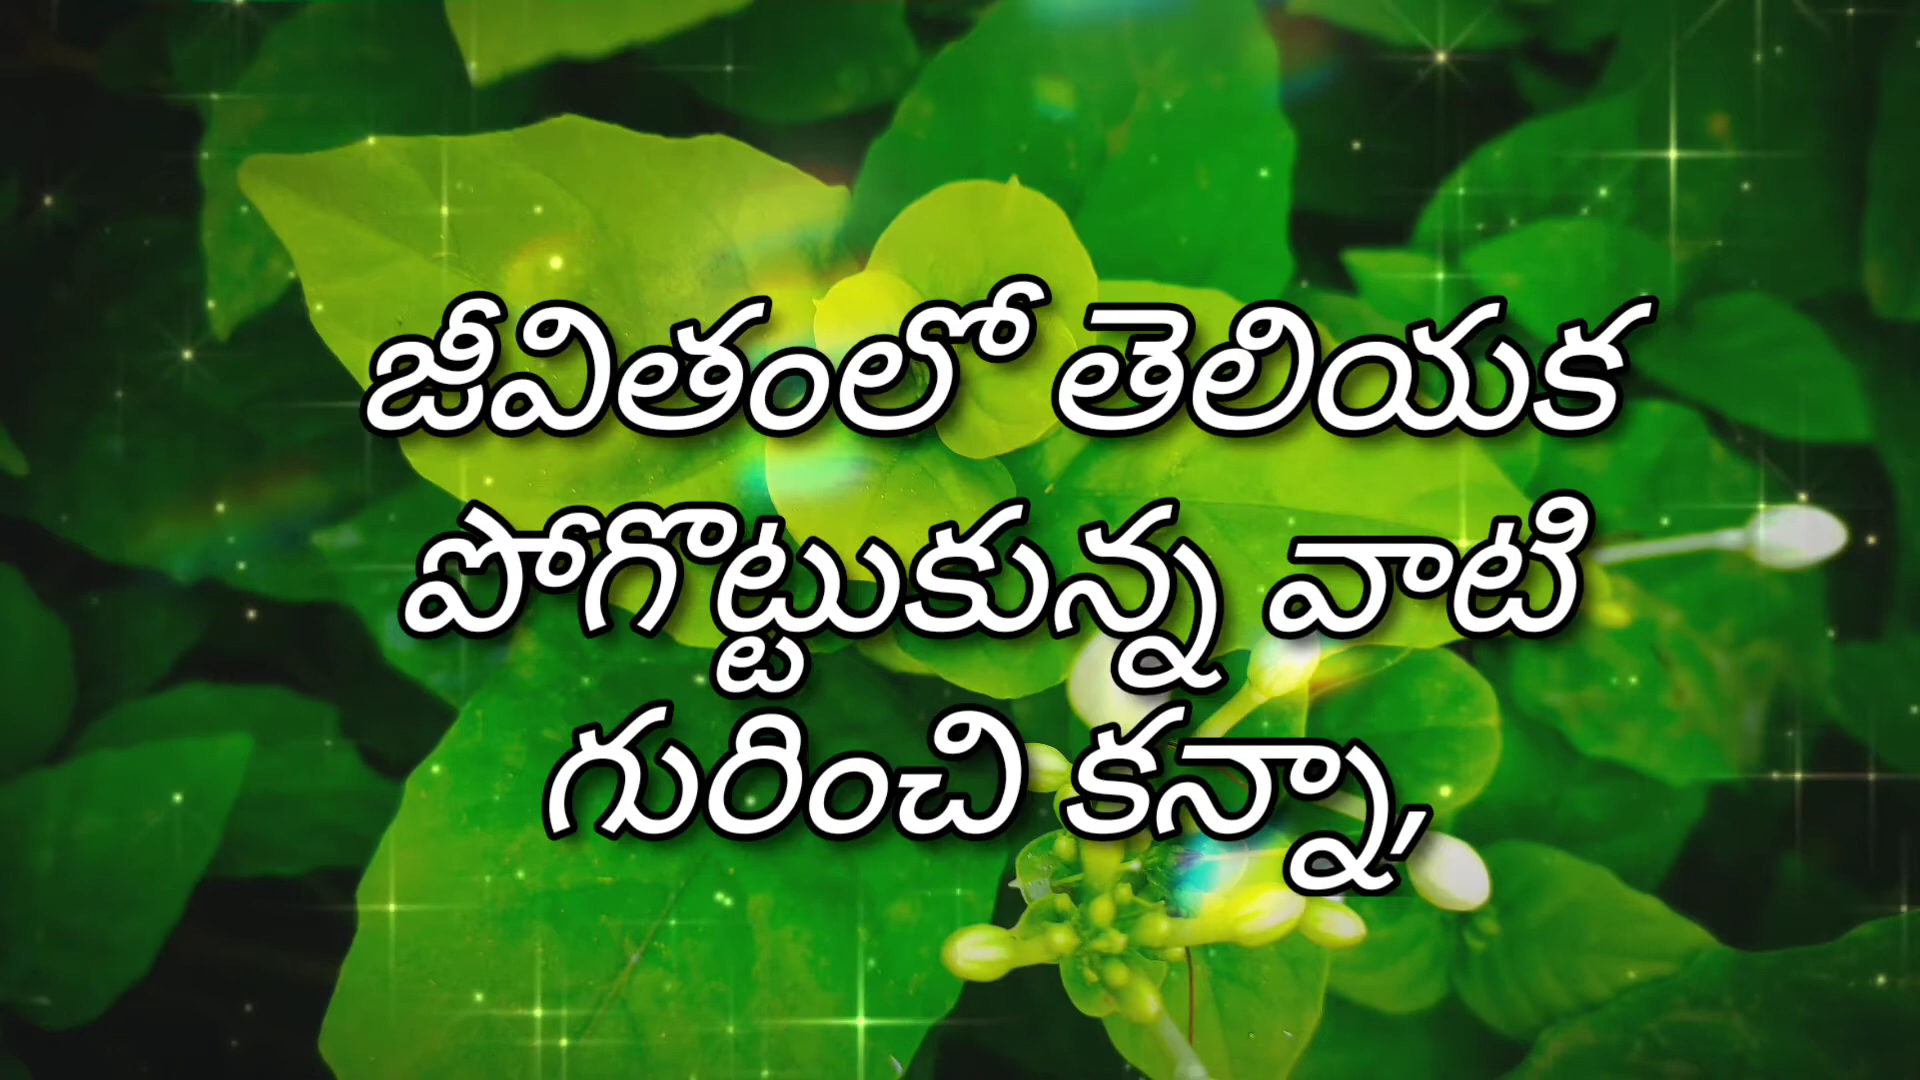 జీవితంలో తెలియక
పోగొట్టుకున్న వాటి
గురించి కన్నా,